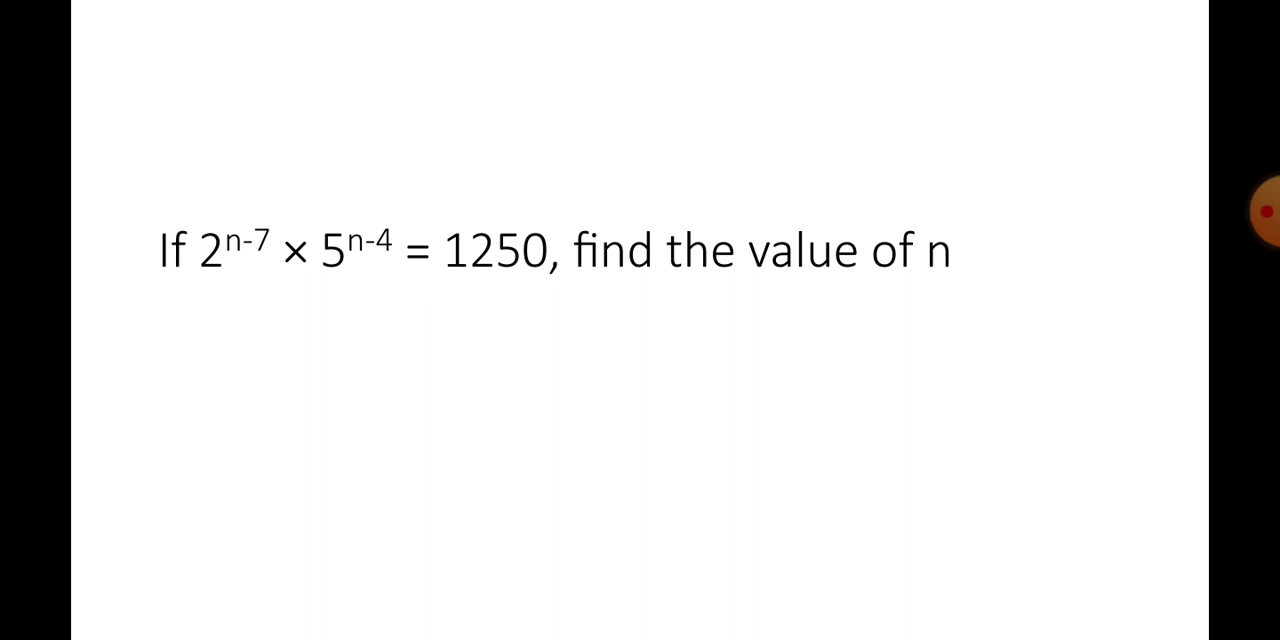 If 2ⁿ⁻⁷ × 5ⁿ⁻⁴ = 1250, find the value of n